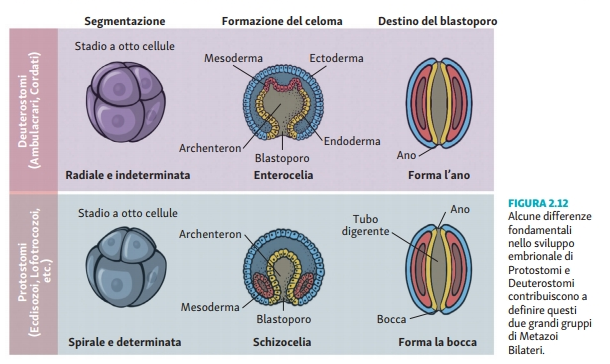 Segmentazione
Formazione del celoma
Destino del blastoporo
Deuterostomi
(Ambulacrari, Cordati)
Stadio a otto cellule
Radiale e indeterminata
Mesoderma
Ectoderma
Archenteron
Endoderma
Blastoporo
Enterocelia
Ano
Forma l'ano
Protostomi
(Ecdisozoi, Lofotrocozoi,
etc.)
Stadio a otto cellule
Spirale e determinata
Archenteron
Mesoderma
Blastoporo
Schizocelia
Tubo
digerente
Ano
Bocca
Forma la bocca
FIGURA 2.12
Alcune differenze
fondamentali
nello sviluppo
embrionale di
Protostomi e
Deuterostomi
contribuiscono a
definire questi
due grandi gruppi
di Metazoi
Bilateri.